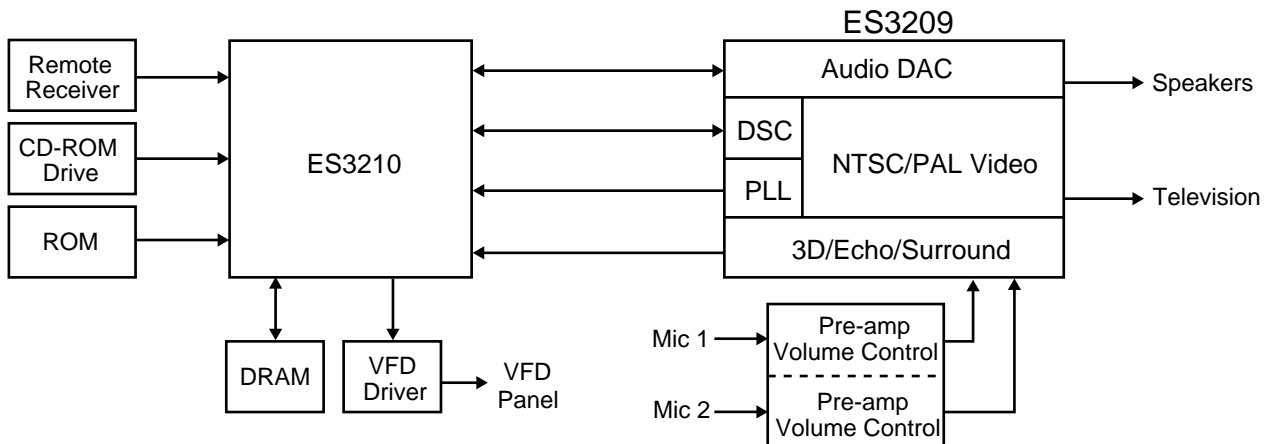 ES3209
Remote
Receiver
CD-ROM
Drive
ROM
ES3210
Audio DAC
DSC
PLL
NTSC/PAL Video
3D/Echo/Surround
Speakers
Television
DRAM
VFD
Driver
VFD
Panel
Mic 1
Pre-amp
Volume Control
Mic 2
Pre-amp
Volume Control